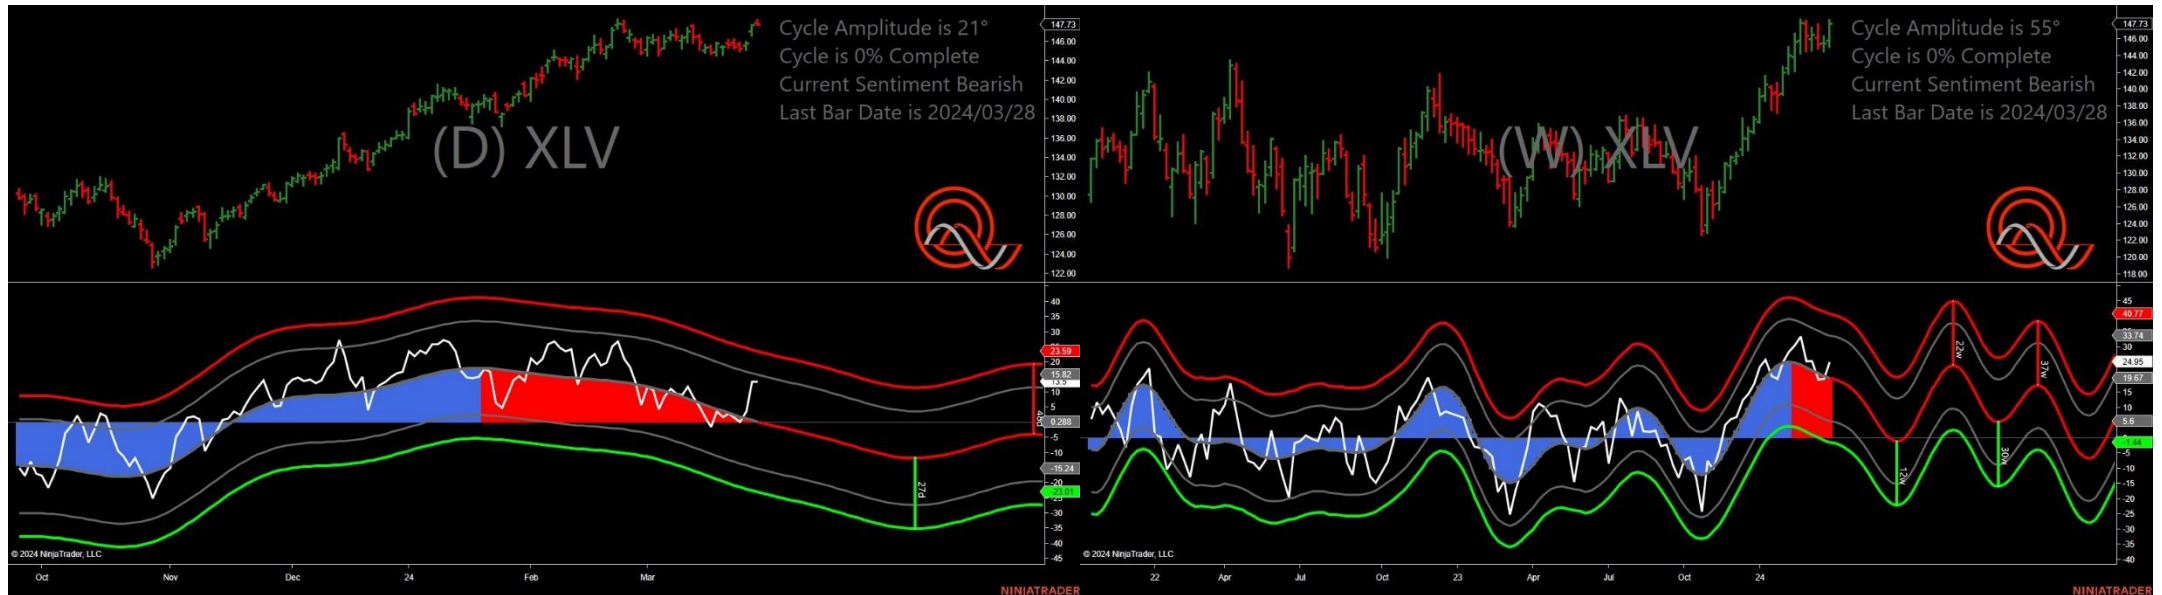 Cycle Amplitude is 21°
Cycle is 0% Complete
Current Sentiment Bearish
Last Bar Date is 2024/03/28
(D) XLV
147.73
146.00
144.00
142.00
140.00
138.00
136.00
134.00
132.00
130.00
128.00
126.00
124.00
122.00
40
35
30
23.59
20
15.82
13.5
10
5
0.288
-5
-10
-15.24
-20
-23.01
-30
-35
-40
-45
48d
27d
© 2024 NinjaTrader, LLC
Oct
Nov
Dec
24
Feb
Mar
NINJATRADER
Cycle Amplitude is 55°
Cycle is 0% Complete
Current Sentiment Bearish
Last Bar Date is 2024/03/28
(W) XLV
147.73
146.00
144.00
142.00
140.00
138.00
136.00
134.00
132.00
130.00
128.00
126.00
124.00
122.00
120.00
118.00
45
40.77
33.74
30
24.95
19.67
15
10
5.6
-1.44
-5
-10
-15
-20
-25
-30
-35
-40
22w
37w
12w
30w
© 2024 NinjaTrader, LLC
22
Apr
Jul
Oct
23
Apr
Jul
Oct
24
NINJATRADER